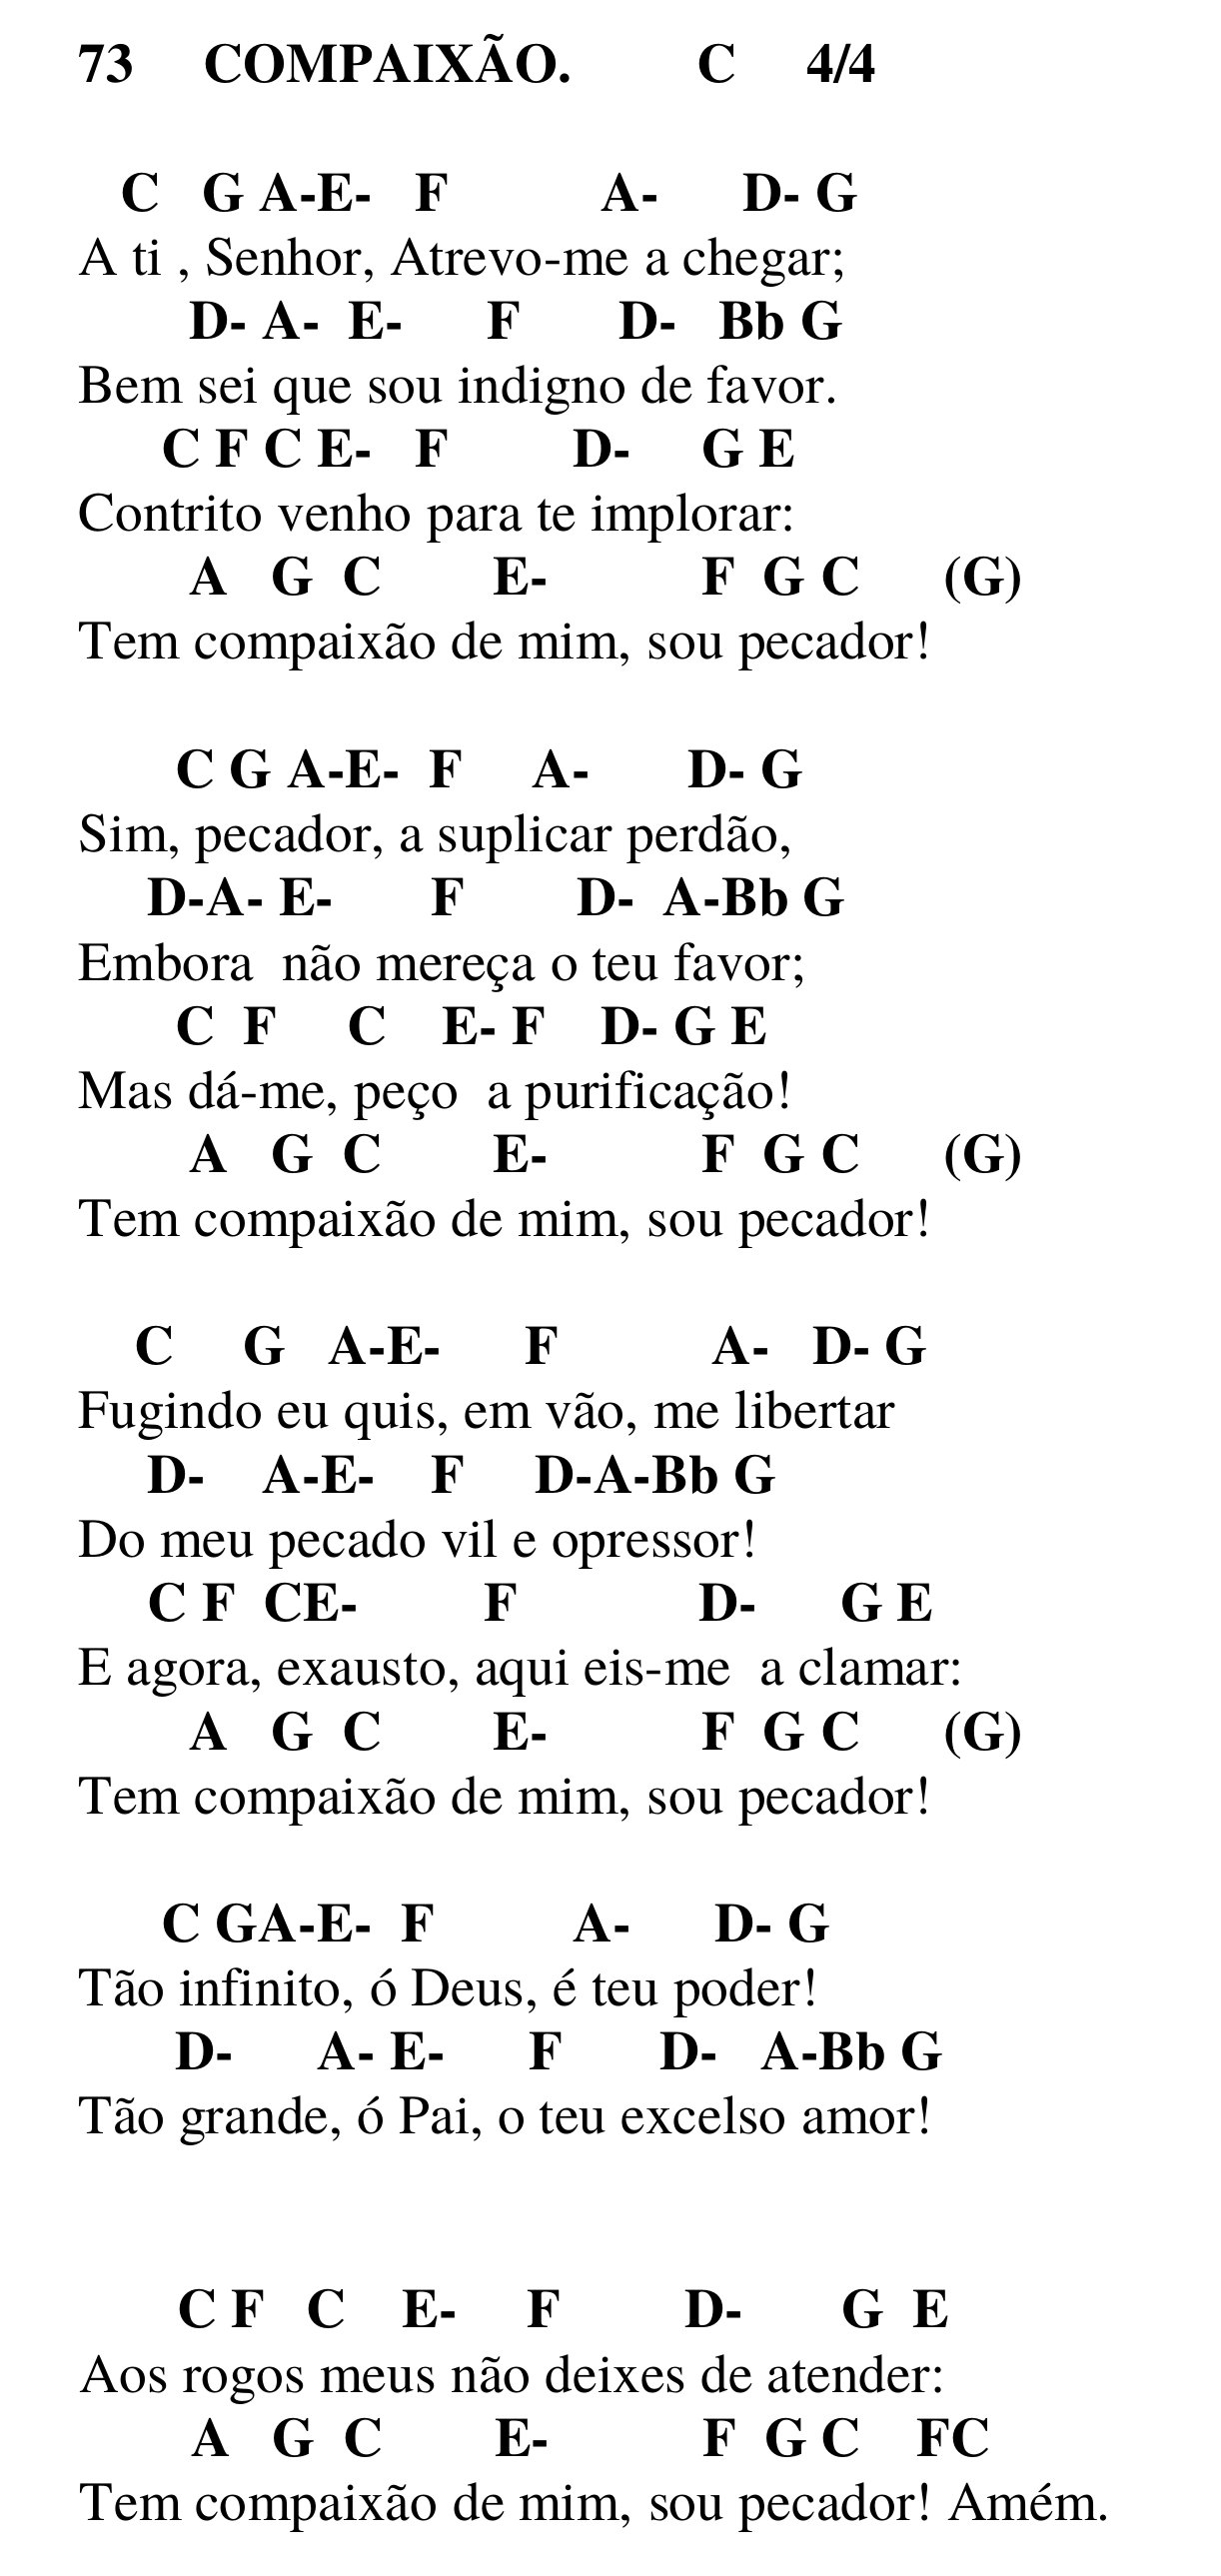 73 COMPAIXÃO. C 4/4
C G A-E- F A- D- G
A ti , Senhor, Atrevo-me a chegar;
D- A- E- F D- Bb G
Bem sei que sou indigno de favor.
C F C E- F D- G E
Contrito venho para te implorar:
A G C E- F G C (G)
Tem compaixão de mim, sou pecador!
C G A-E- F A- D- G
Sim, pecador, a suplicar perdão,
D-A- E- F D- A-Bb G
Embora não mereça o teu favor;
C F C E- F D- G E
Mas dá-me, peço a purificação!
A G C E- F G C (G)
Tem compaixão de mim, sou pecador!
C G A-E- F A- D- G
Fugindo eu quis, em vão, me libertar
D- A-E- F D-A-Bb G
Do meu pecado vil e opressor!
C F CE- F D- G E
E agora, exausto, aqui eis-me a clamar:
A G C E- F G C (G)
Tem compaixão de mim, sou pecador!
C GA-E- F A- D- G
Tão infinito, ó Deus, é teu poder!
D- A- E- F D- A-Bb G
Tão grande, ó Pai, o teu excelso amor!
C F C E- F D- G E
Aos rogos meus não deixes de atender:
A G C E- F G C FC
Tem compaixão de mim, sou pecador! Amém.